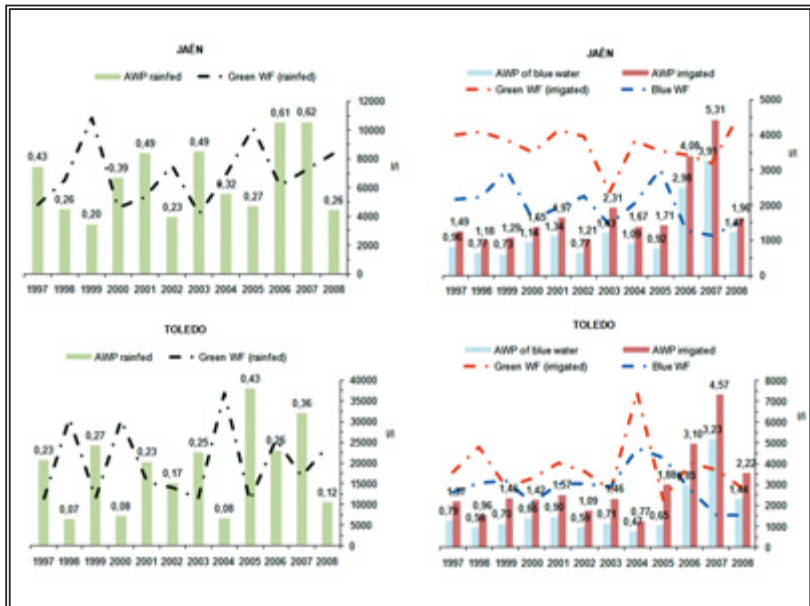 JAÉN
AWP rainfed Green WF (rainfed)
12000
10000
8000
6000
4000
2000
0
0,43 0,26 0,20 0,39 0,49 0,23 0,49 0,32 0,27 0,61 0,62 0,26
1997 1998 1999 2000 2001 2002 2003 2004 2005 2006 2007 2008
JAÉN
AWP of blue water AWP irrigated
Green WF (irrigated) Blue WF
5000
4000
3000
2000
1000
0
0,96 1,49 0,77 1,18 0,73 1,29 1,14 1,65 1,34 1,97 0,77 1,21 2,31 1,09 1,67 0,92 1,71 2,98 4,08 5,31 1,96
1997 1998 1999 2000 2001 2002 2003 2004 2005 2006 2007 2008
TOLEDO
AWP rainfed Green WF (rainfed)
40000
35000
30000
25000
20000
15000
10000
5000
0
0,23 0,07 0,27 0,08 0,23 0,17 0,25 0,08 0,43 0,36 0,12
1997 1998 1999 2000 2001 2002 2003 2004 2005 2006 2007 2008
TOLEDO
AWP of blue water AWP irrigated
Green WF (irrigated) Blue WF
8000
7000
6000
5000
4000
3000
2000
1000
0
0,79 0,96 0,70 1,42 0,90 1,57 1,09 0,71 1,46 0,47 0,77 0,65 3,10 3,23 4,57 2,22
1997 1998 1999 2000 2001 2002 2003 2004 2005 2006 2007 2008